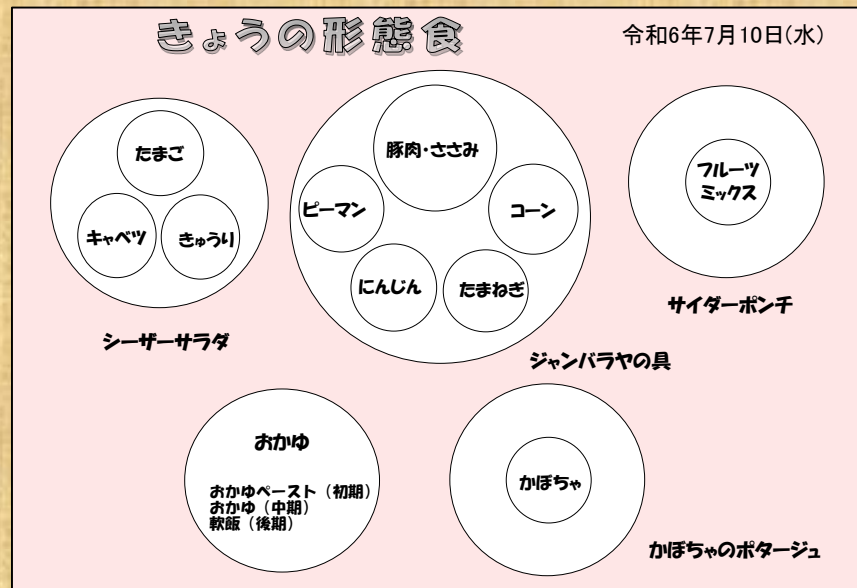 きょうの形態食
令和6年7月10日(水)
たまご
キャベツ
きゅうり
シーザーサラダ
豚肉・ささみ
ピーマン
コーン
にんじん
たまねぎ
ジャンバラヤの具
フルーツ
ミックス
サイダーポンチ
おかゆ
おかゆペースト（初期）
おかゆ（中期）
軟飯（後期）
かぼちゃ
かぼちゃのポタージュ